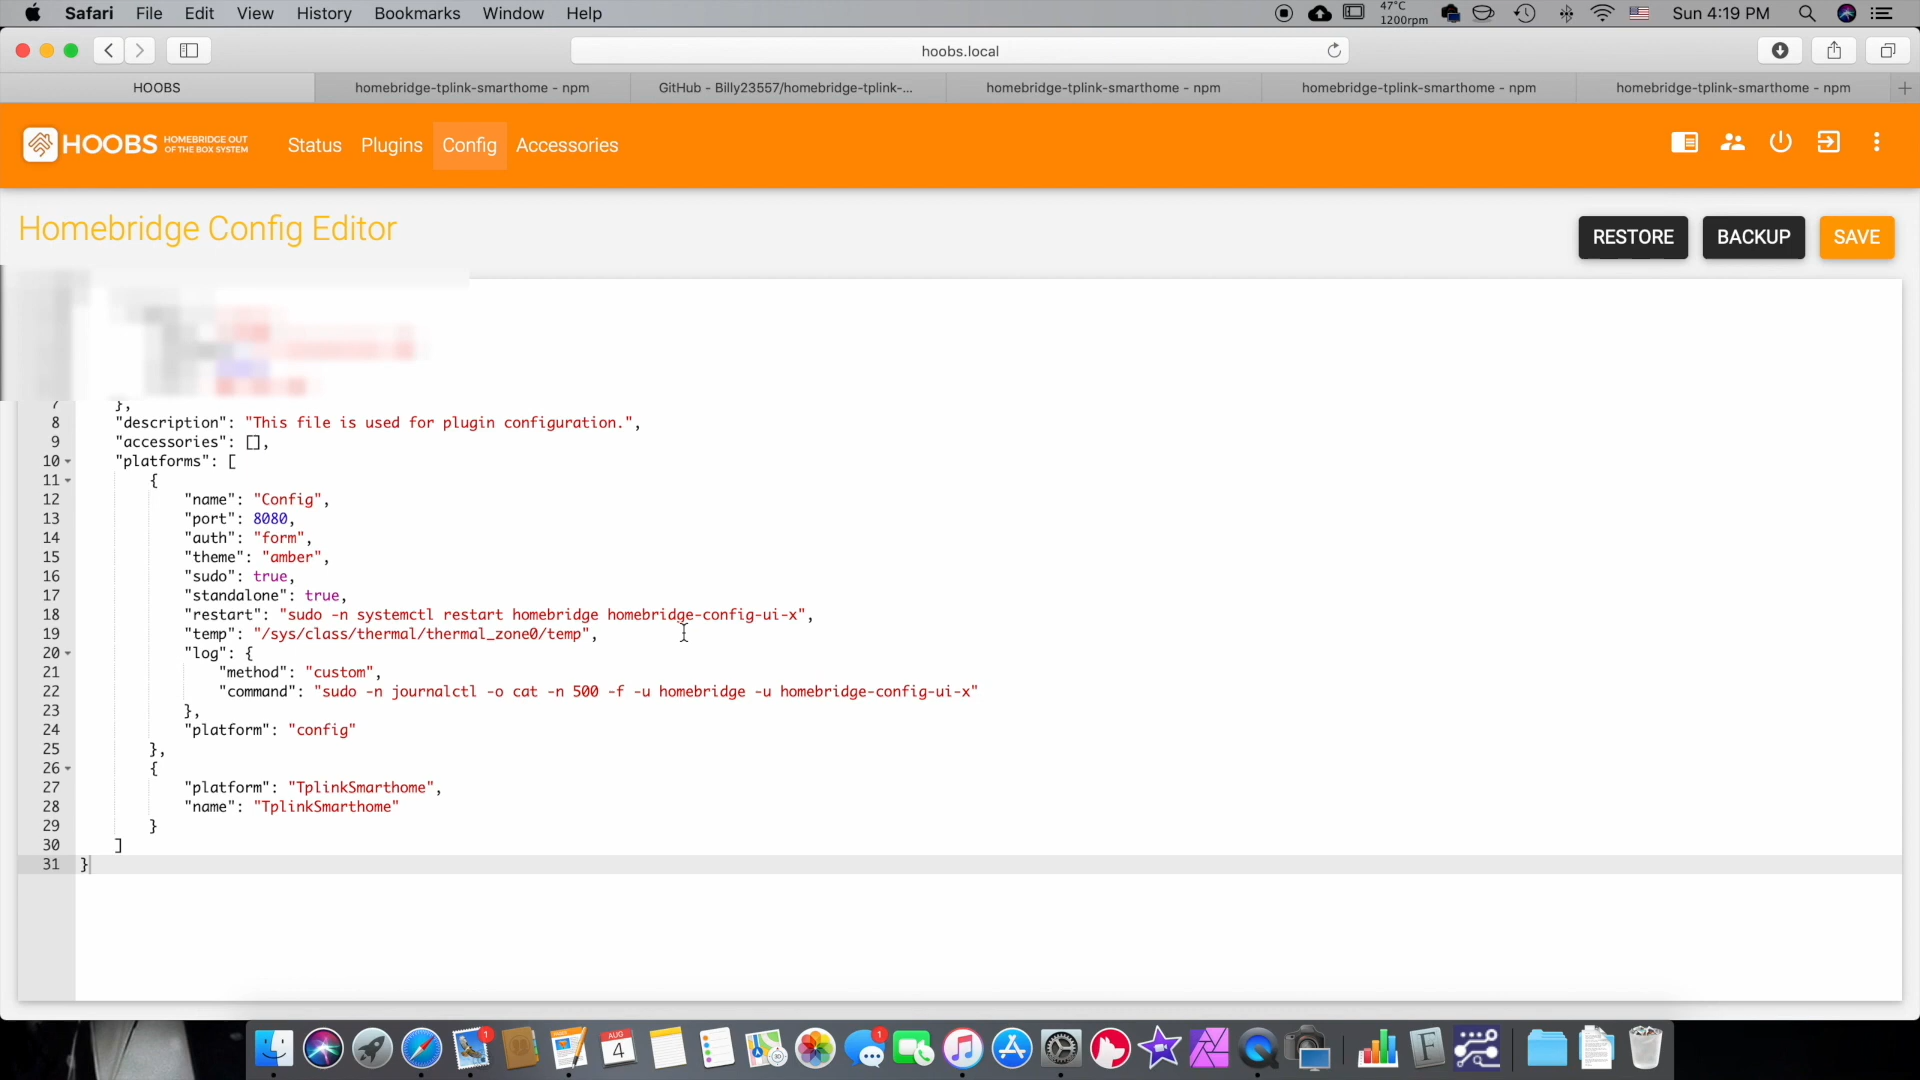 Safari File Edit View History Bookmarks Window Help 47°C 1200rpm Sun 4:19 PM
hoobs.local
HOOBS homebridge-tplink-smarthome - npm GitHub - Billy23557/homebridge-tplink-... homebridge-tplink-smarthome - npm homebridge-tplink-smarthome - npm homebridge-tplink-smarthome - npm
HOOBS HOMEBRIDGE OUT OF THE BOX SYSTEM Status Plugins Config Accessories
Homebridge Config Editor RESTORE BACKUP SAVE
7 },
8 "description": "This file is used for plugin configuration.",
9 "accessories": [],
10 "platforms": [
11 {
12 "name": "Config",
13 "port": 8080,
14 "auth": "form",
15 "theme": "amber",
16 "sudo": true,
17 "standalone": true,
18 "restart": "sudo -n systemctl restart homebridge homebridge-config-ui-x",
19 "temp": "/sys/class/thermal/thermal_zone0/temp",
20 "log": {
21 "method": "custom",
22 "command": "sudo -n journalctl -o cat -n 500 -f -u homebridge -u homebridge-config-ui-x"
23 },
24 "platform": "config"
25 },
26 {
27 "platform": "TplinkSmarthome",
28 "name": "TplinkSmarthome"
29 }
30 ]
31 }
1 AUG 4 1